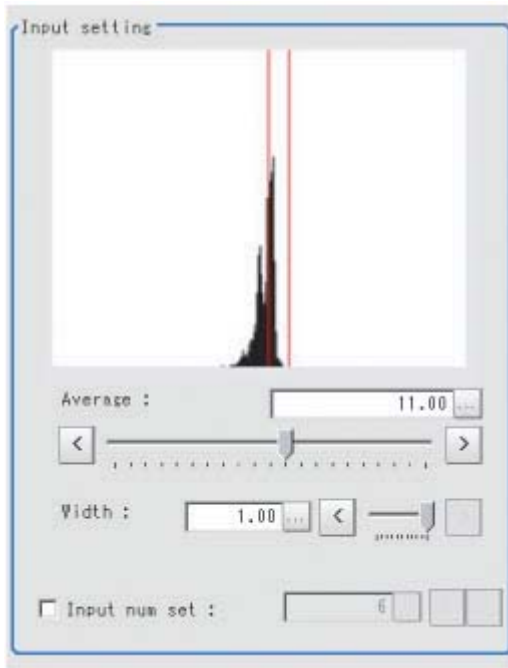 Input setting
Average : 11.00 ...
< >
Width : 1.00 ... <
Input num set : 6